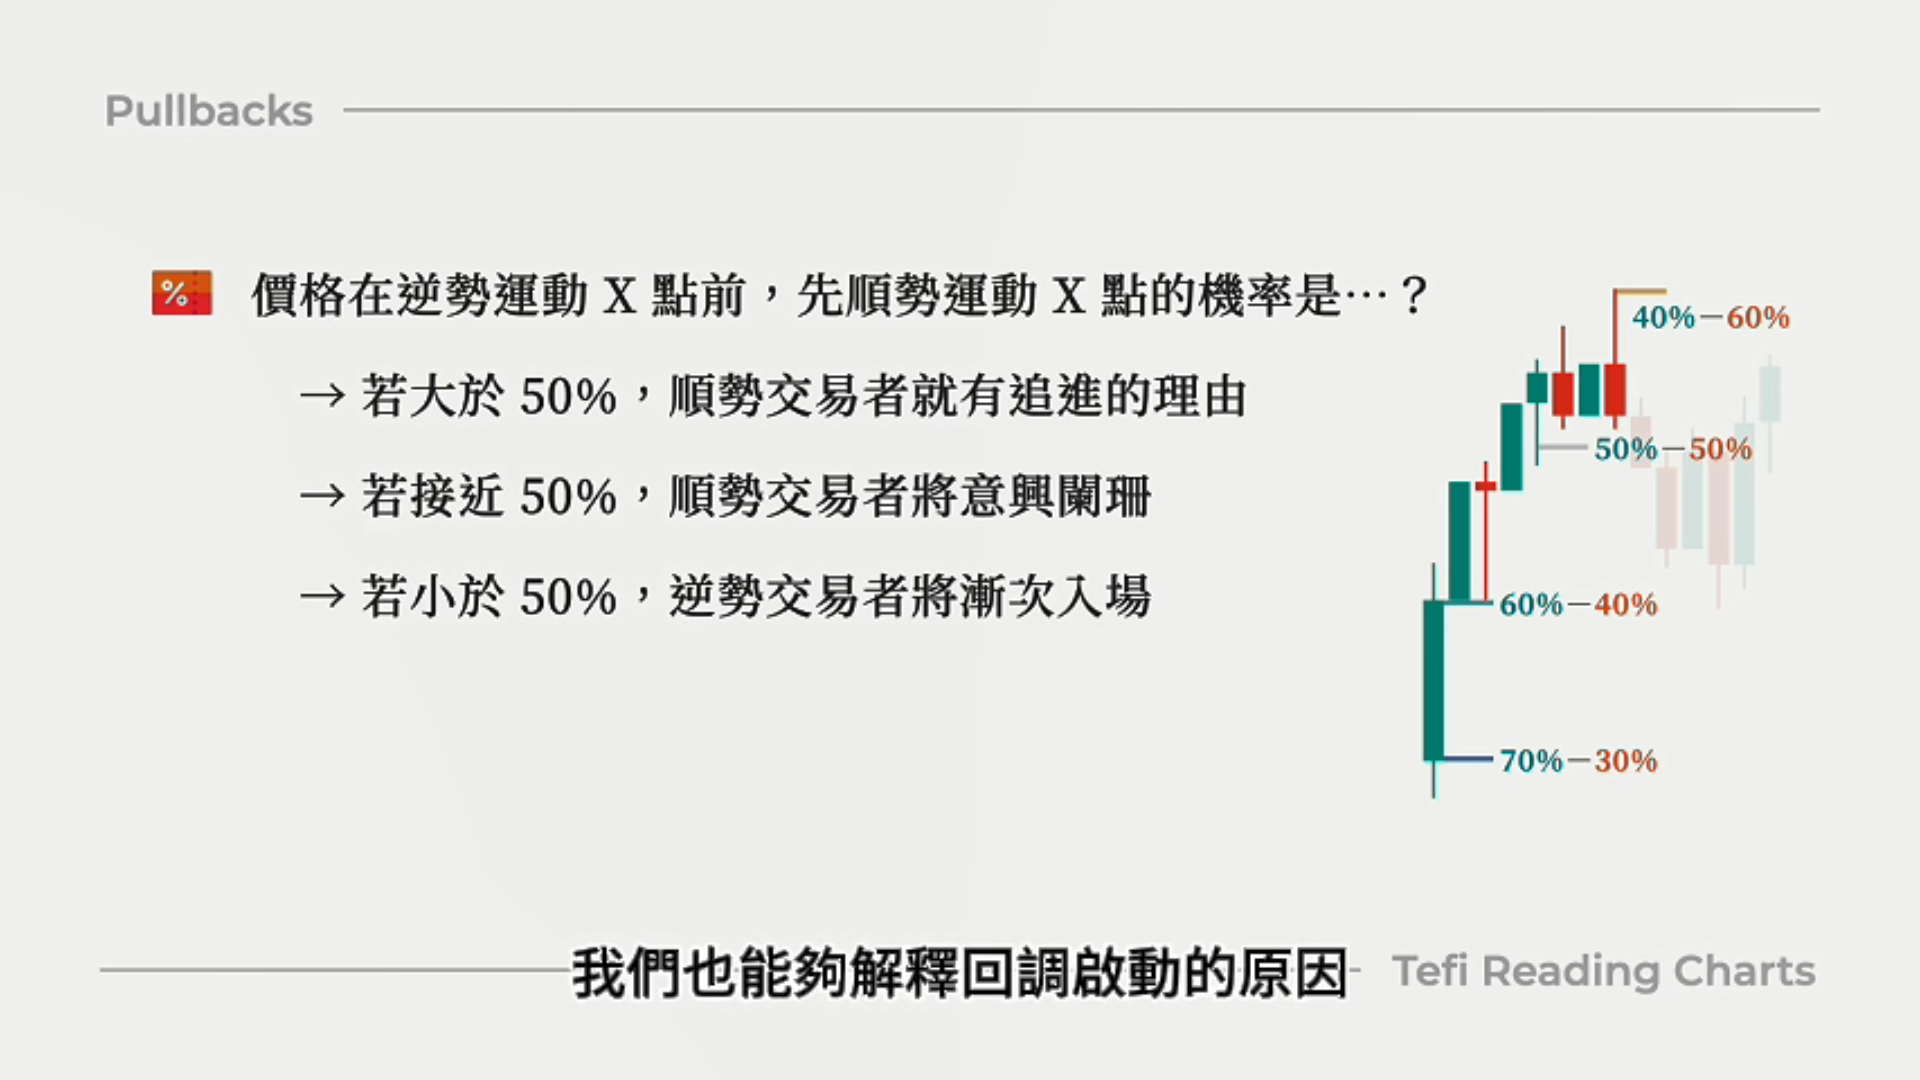 Pullbacks
%
價格在逆勢運動 X 點前，先順勢運動 X 點的機率是…？
→ 若大於 50%，順勢交易者就有追進的理由
→ 若接近 50%，順勢交易者將意興闌珊
→ 若小於 50%，逆勢交易者將漸次入場
40%—60%
50%—50%
60%—40%
70%—30%
我們也能夠解釋回調啟動的原因
Tefi Reading Charts